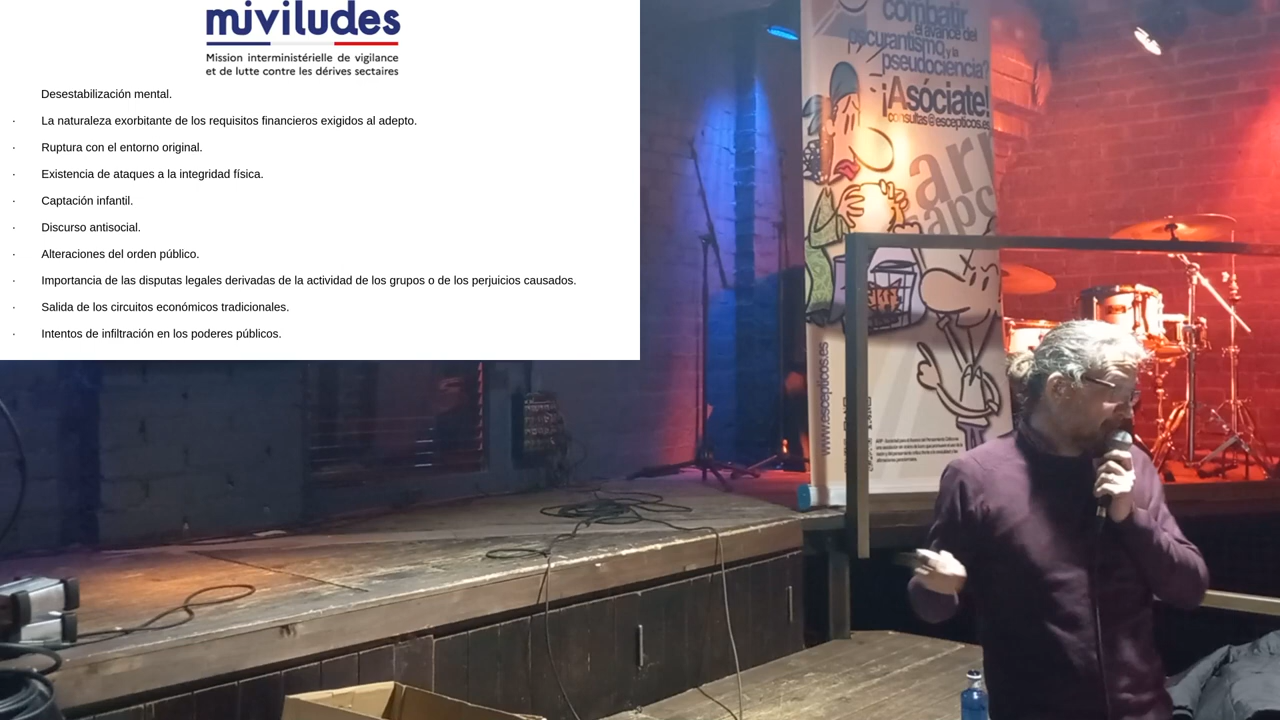 miviludes
Mission interministérielle de vigilance
et de lutte contre les dérives sectaires
Desestabilización mental.
· La naturaleza exorbitante de los requisitos financieros exigidos al adepto.
· Ruptura con el entorno original.
· Existencia de ataques a la integridad física.
· Captación infantil.
· Discurso antisocial.
· Alteraciones del orden público.
· Importancia de las disputas legales derivadas de la actividad de los grupos o de los perjuicios causados.
· Salida de los circuitos económicos tradicionales.
· Intentos de infiltración en los poderes públicos.
combatir
el avance del
oscurantismo y la
pseudociencia?
¡Asóciate!
consultas@escepticos.es
arp
sapc
www.escepticos.es